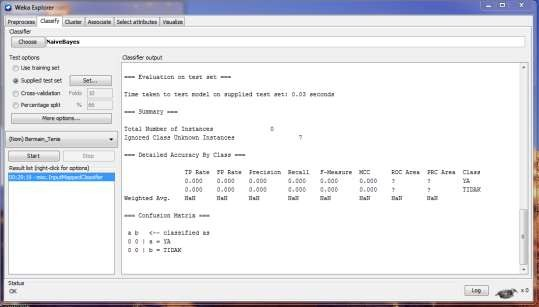 Weka Explorer
Preprocess Classify Cluster Associate Select attributes Visualize
Classifier
Choose NaiveBayes
Test options
Use training set
Supplied test set Set...
Cross-validation Folds 10
Percentage split % 66
More options...
(Nom) Bermain_Tenis
Start Stop
Result list (right-click for options)
00:29:18 - misc.InputMappedClassifier
Classifier output
=== Evaluation on test set ===
Time taken to test model on supplied test set: 0.03 seconds
=== Summary ===
Total Number of Instances 0
Ignored Class Unknown Instances 7
=== Detailed Accuracy By Class ===
TP Rate FP Rate Precision Recall F-Measure MCC ROC Area PRC Area Class
0.000 0.000 0.000 0.000 0.000 0.000 ? ? YA
0.000 0.000 0.000 0.000 0.000 0.000 ? ? TIDAK
Weighted Avg. NaN NaN NaN NaN NaN NaN NaN NaN
=== Confusion Matrix ===
a b <-- classified as
0 0 | a = YA
0 0 | b = TIDAK
Status
OK
Log
x 0